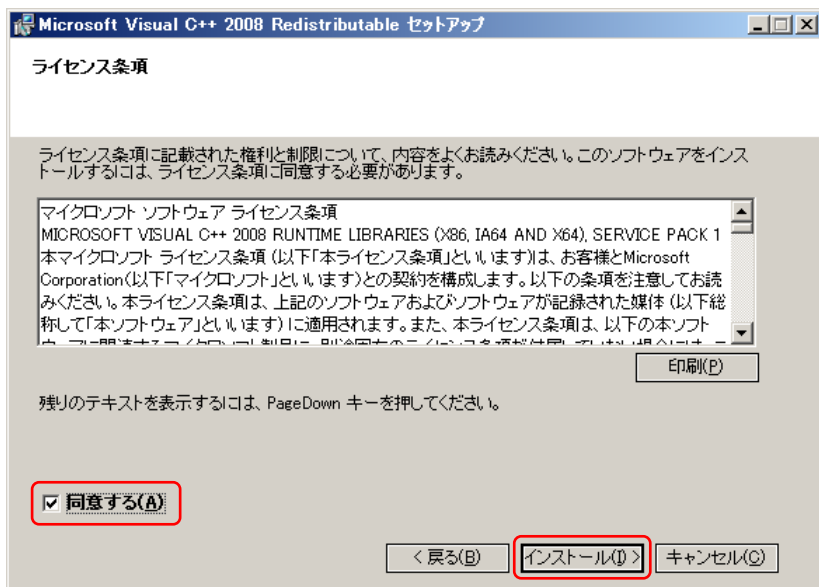 Microsoft Visual C++ 2008 Redistributable セットアップ
ライセンス条項
ライセンス条項に記載された権利と制限について、内容をよくお読みください。このソフトウェアをインス
トールするには、ライセンス条項に同意する必要があります。
マイクロソフト ソフトウェア ライセンス条項
MICROSOFT VISUAL C++ 2008 RUNTIME LIBRARIES (X86, IA64 AND X64), SERVICE PACK 1
本マイクロソフト ライセンス条項 (以下「本ライセンス条項」といいます)は、お客様とMicrosoft
Corporation(以下「マイクロソフト」といいます)との契約を構成します。以下の条項を注意してお読
みください。本ライセンス条項は、上記のソフトウェアおよびソフトウェアが記録された媒体 (以下総
称して「本ソフトウェア」といいます) に適用されます。また、本ライセンス条項は、以下の本ソフト
印刷(P)
残りのテキストを表示するには、PageDown キーを押してください。
同意する(A)
< 戻る(B)
インストール(I) >
キャンセル(C)